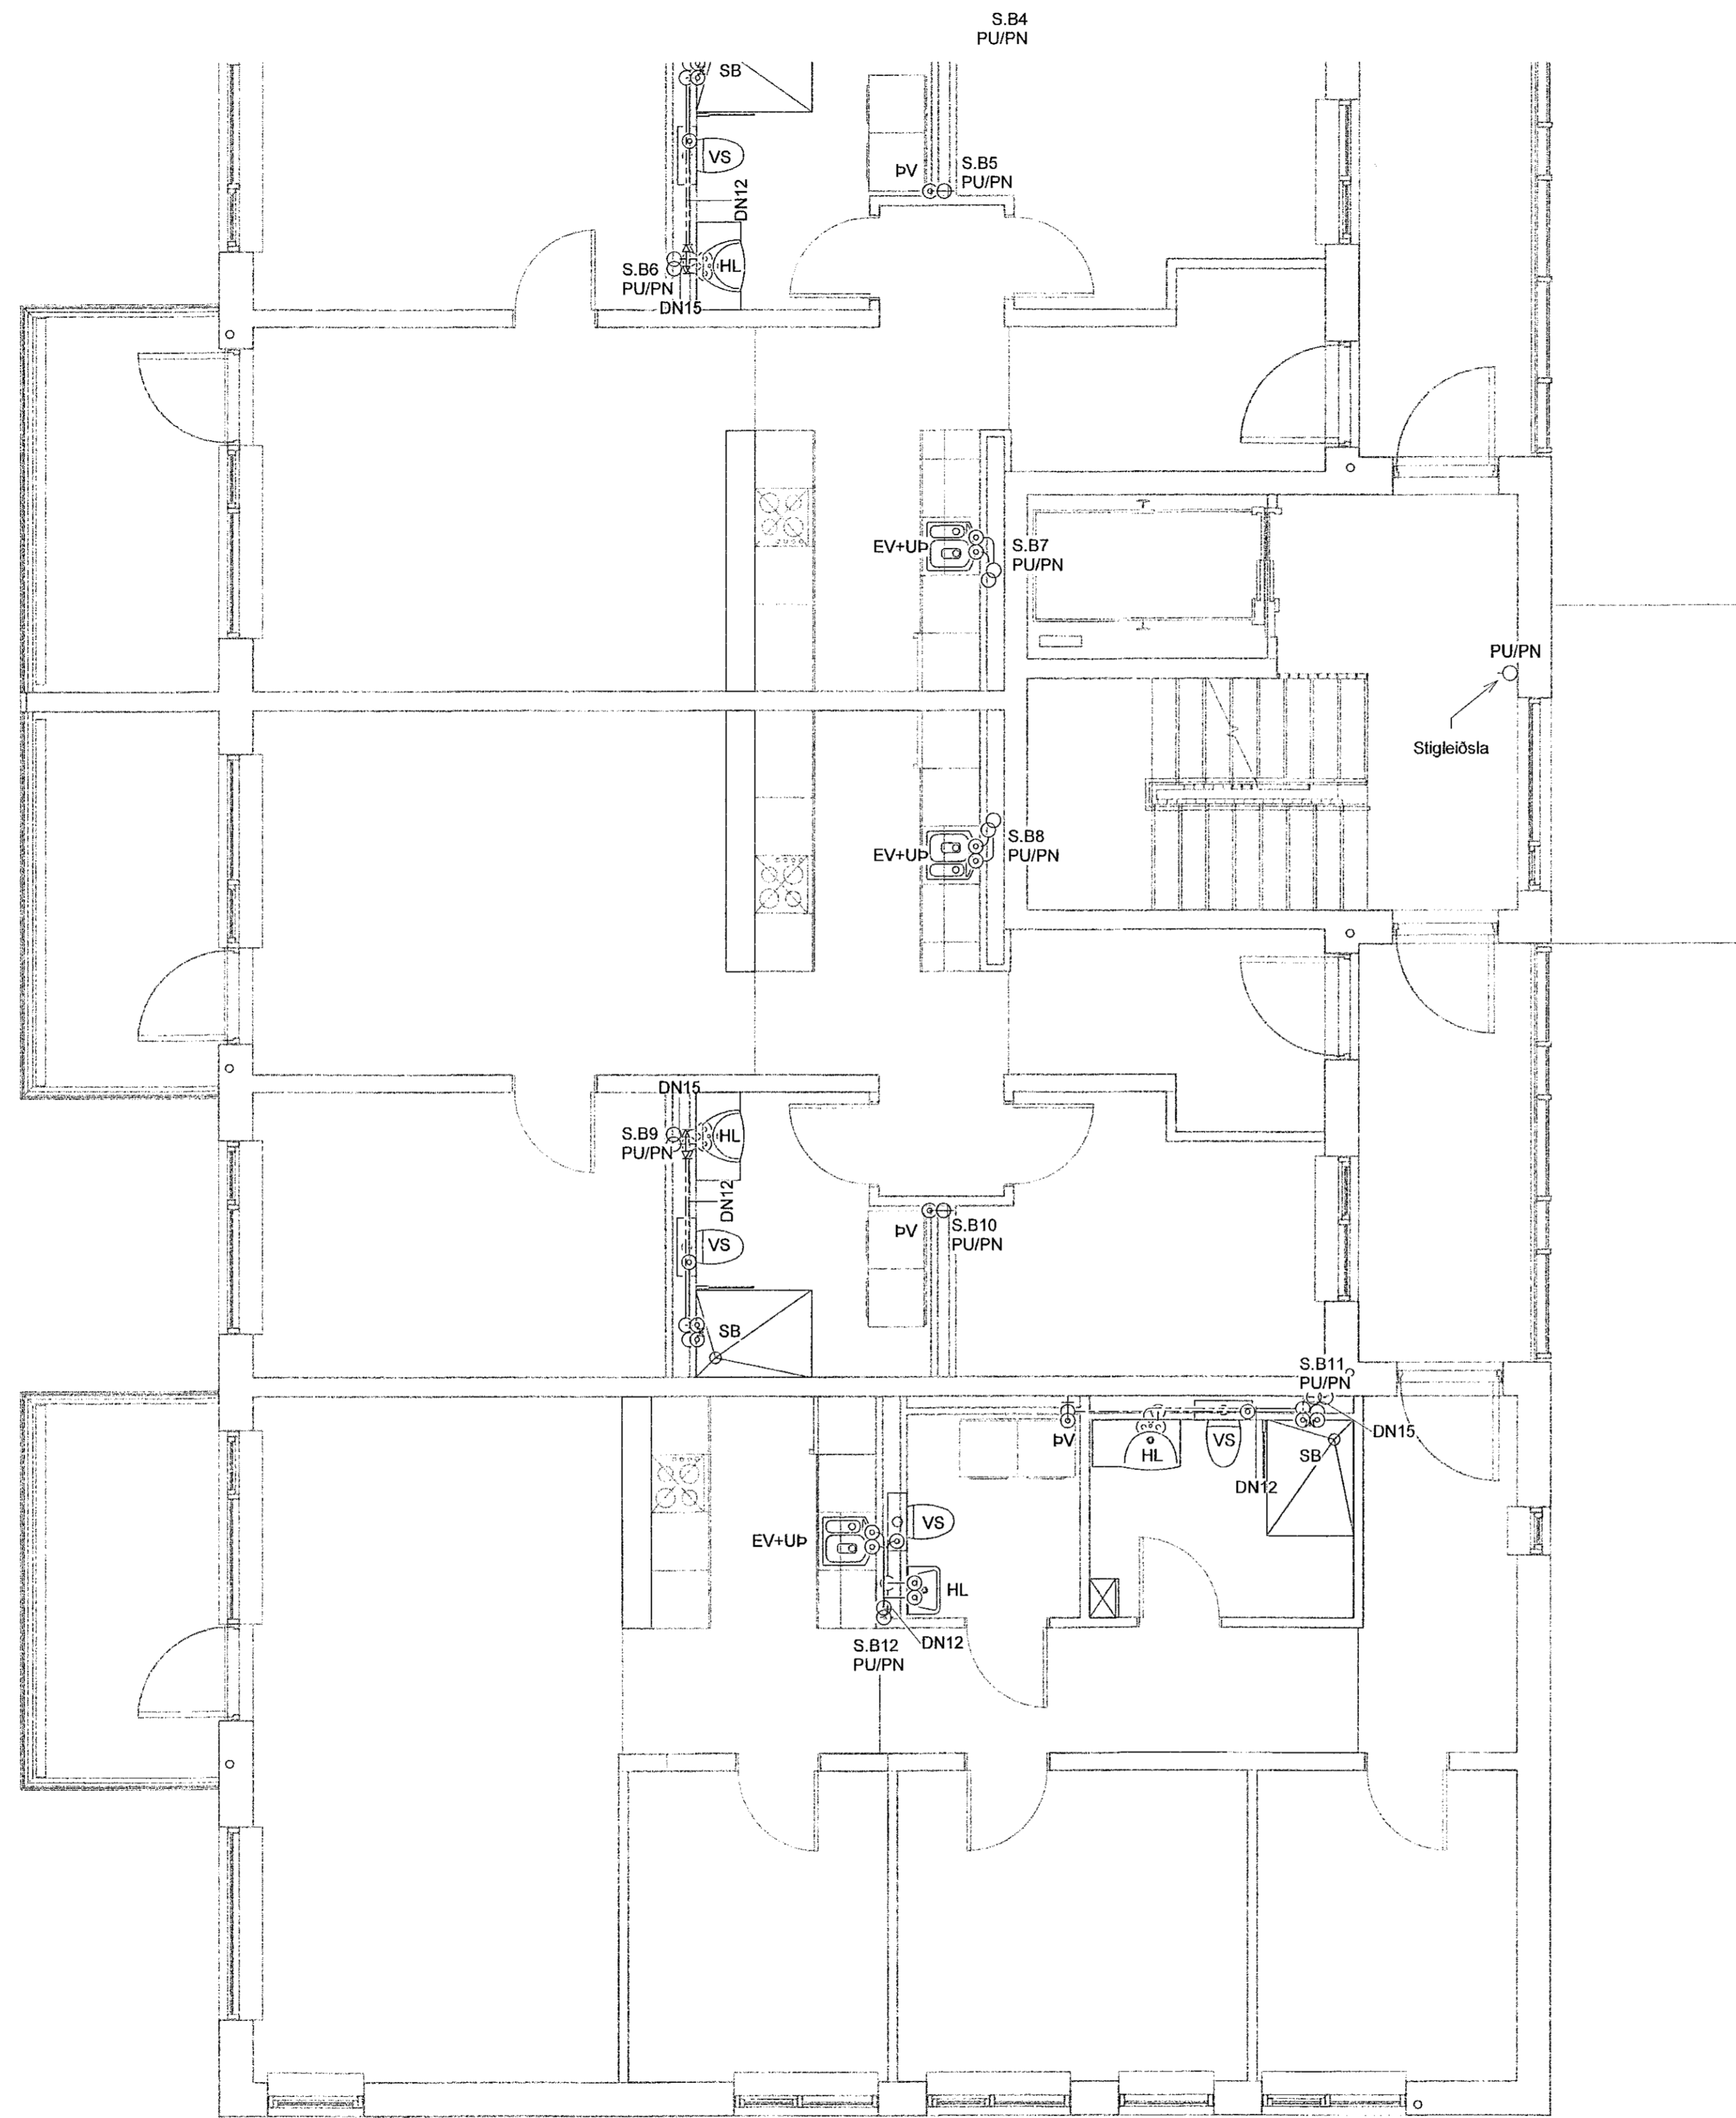 S.B4
PU/PN
SB
VS
DN12
ÞV
S.B5
PU/PN
HL
S.B6
PU/PN
DN15
EV+UÞ
S.B7
PU/PN
PU/PN
Stigleiðsla
EV+UÞ
S.B8
PU/PN
DN15
S.B9
PU/PN
HL
DN12
VS
ÞV
S.B10
PU/PN
SB
S.B11
PU/PN
DN15
ÞV
HL
VS
SB
DN12
EV+UÞ
VS
HL
S.B12
PU/PN
DN12